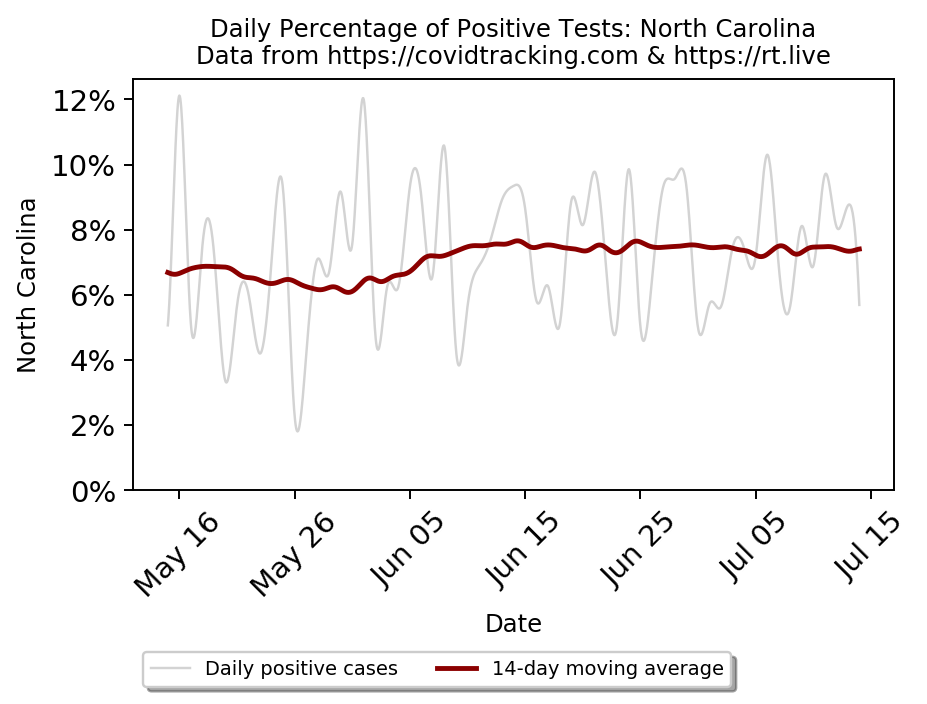 Daily Percentage of Positive Tests: North Carolina
Data from https://covidtracking.com & https://rt.live
12%
10%
8%
6%
4%
2%
0%
North Carolina
May 16
May 26
Jun 05
Jun 15
Jun 25
Jul 05
Jul 15
Date
Daily positive cases
14-day moving average